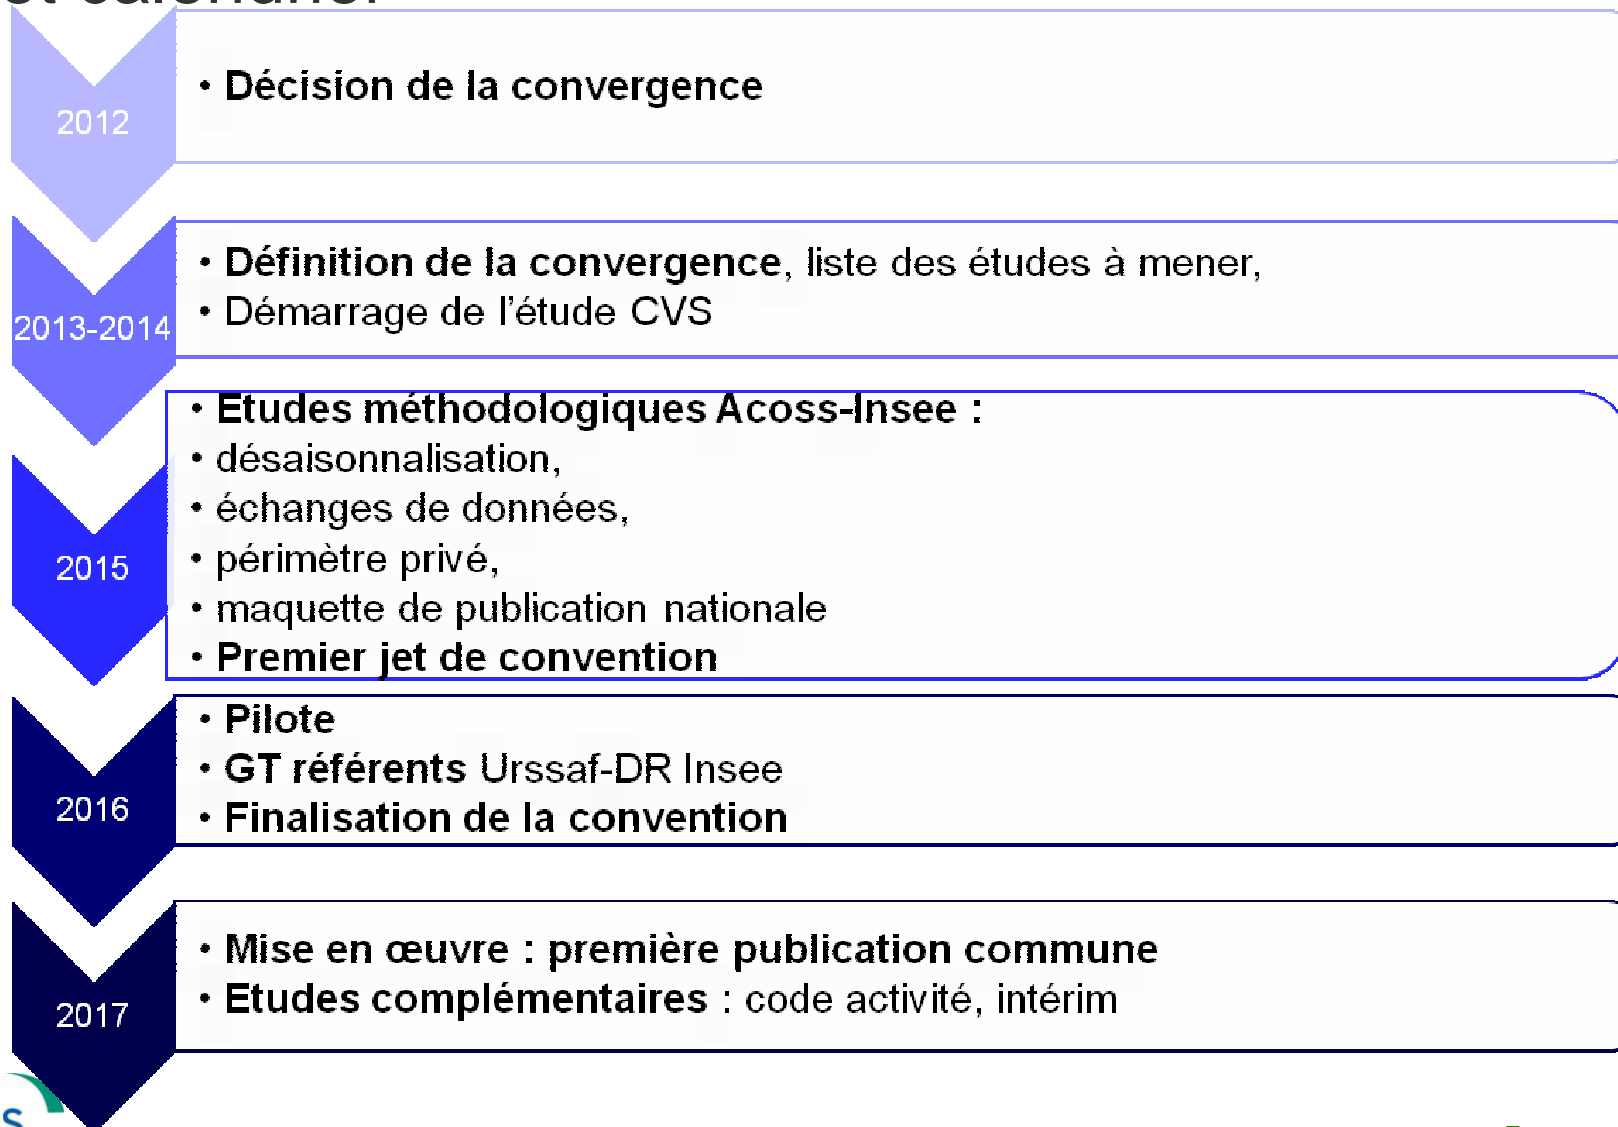 et calendrier
2012
• Décision de la convergence
2013-2014
• Définition de la convergence, liste des études à mener,
• Démarrage de l'étude CVS
2015
• Etudes méthodologiques Acoss-Insee :
• désaisonnalisation,
• échanges de données,
• périmètre privé,
• maquette de publication nationale
• Premier jet de convention
2016
• Pilote
• GT référents Urssaf-DR Insee
• Finalisation de la convention
2017
• Mise en œuvre : première publication commune
• Etudes complémentaires : code activité, intérim